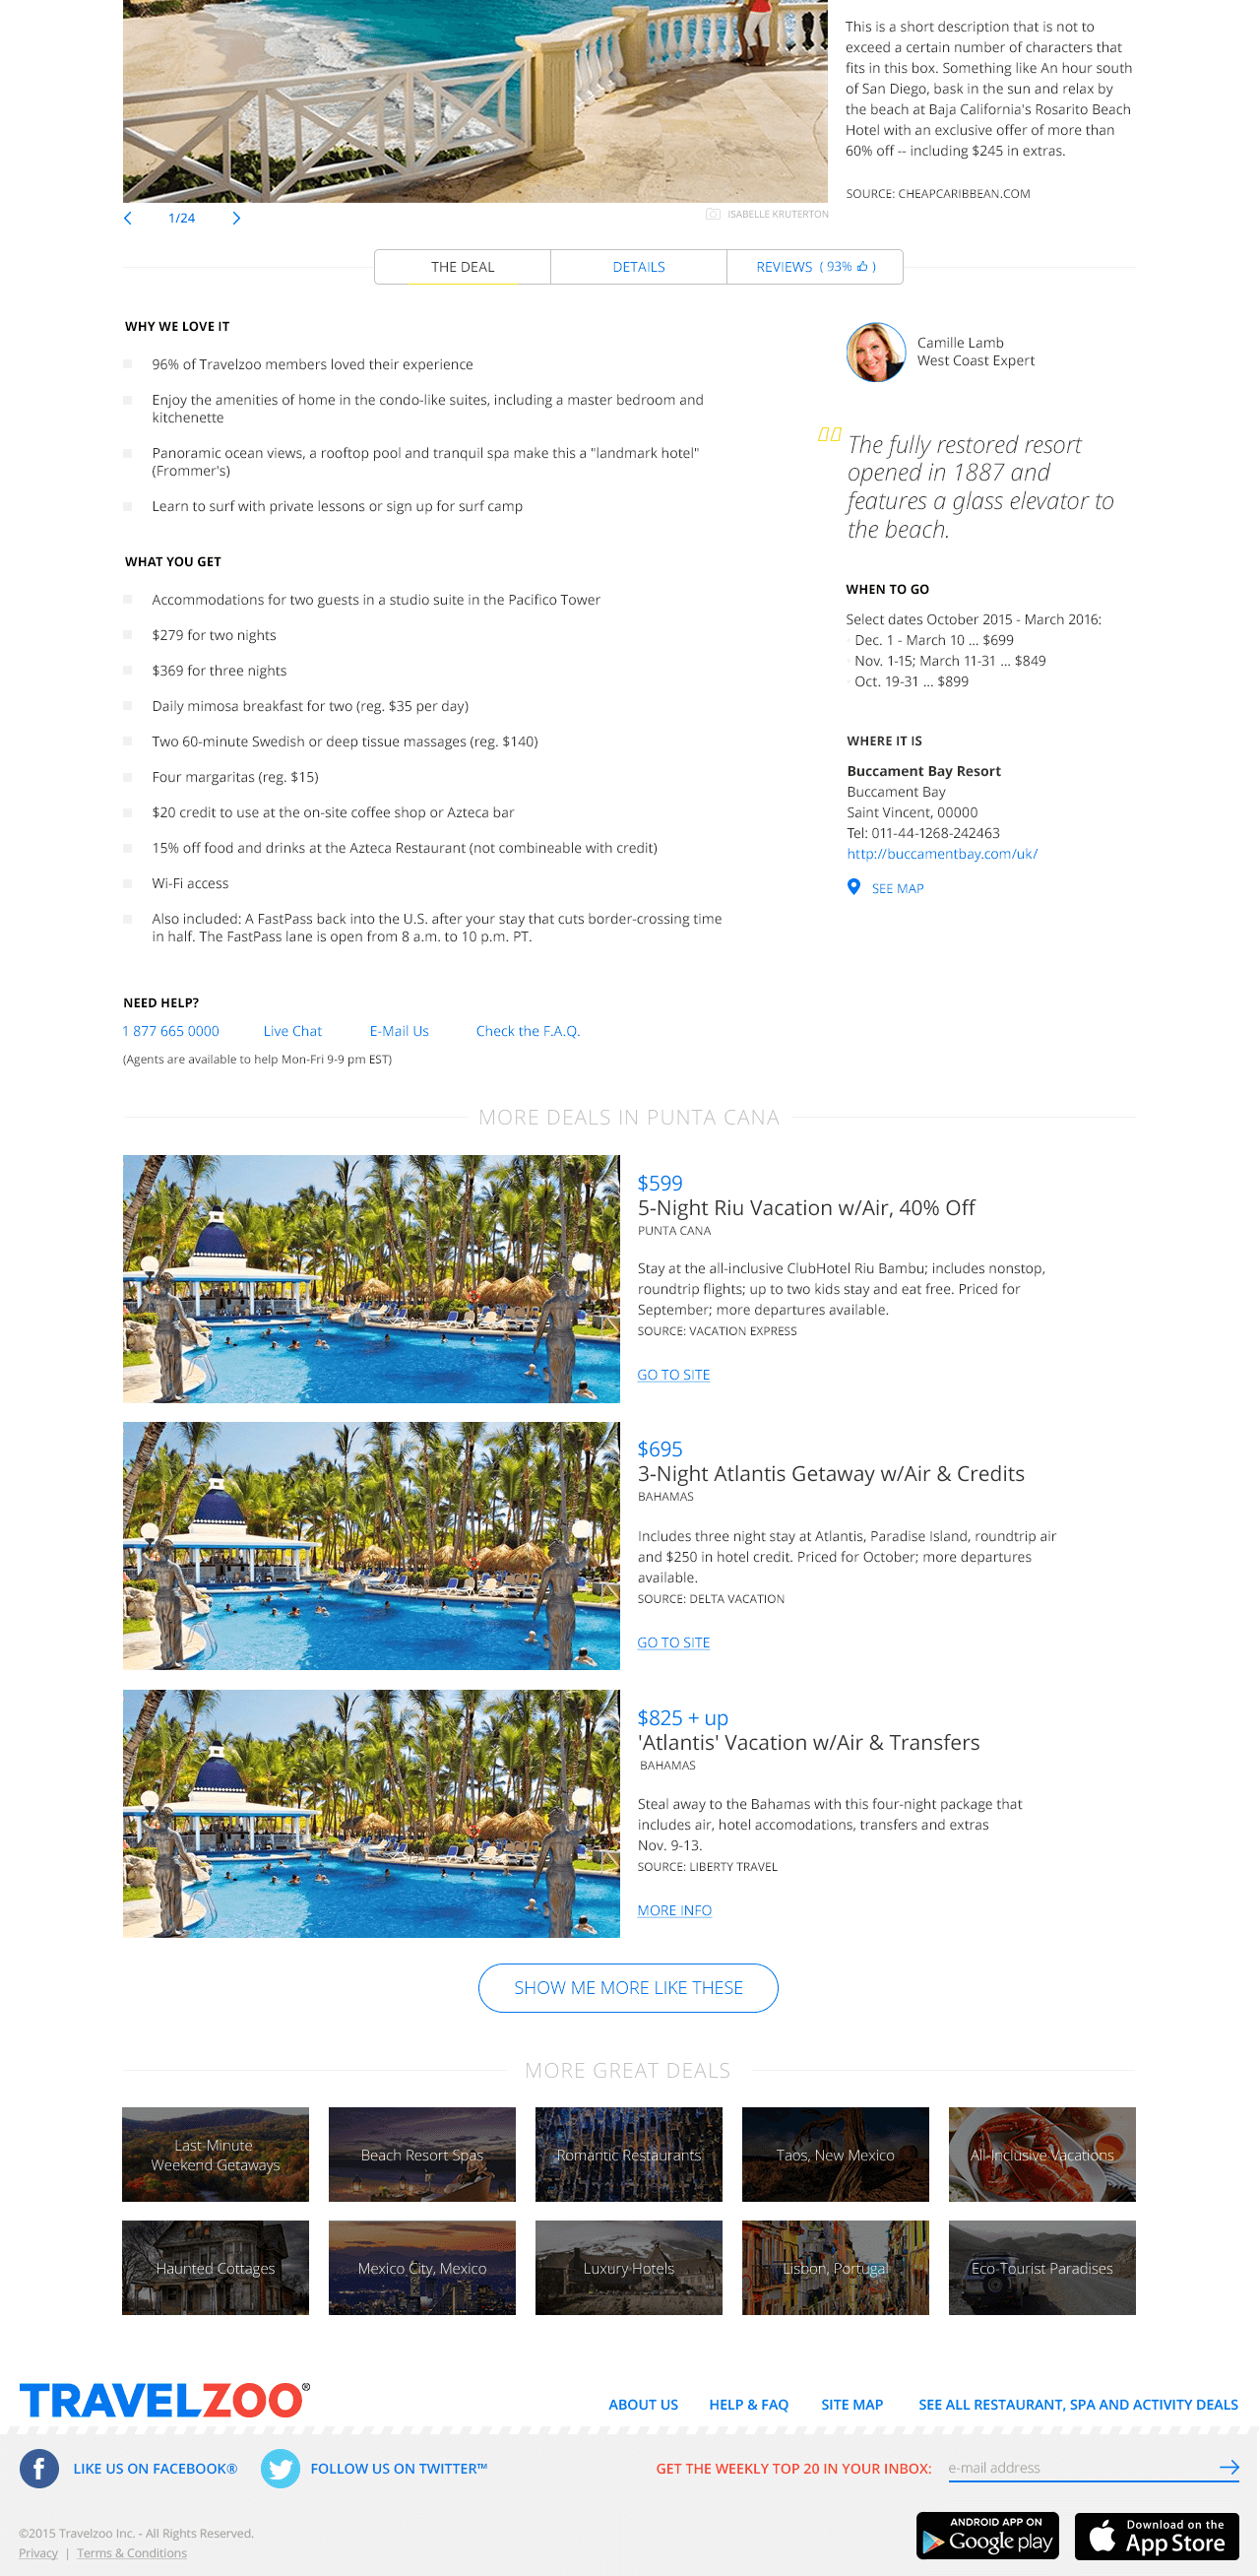 This is a short description that is not to
exceed a certain number of characters that
fits in this box. Something like An hour south
of San Diego, bask in the sun and relax by
the beach at Baja California's Rosarito Beach
Hotel with an exclusive offer of more than
60% off -- including $245 in extras.
SOURCE: CHEAPCARIBBEAN.COM
1/24
ISABELLE KRUTERTON
THE DEAL
DETAILS
REVIEWS ( 93% )
WHY WE LOVE IT
96% of Travelzoo members loved their experience
Enjoy the amenities of home in the condo-like suites, including a master bedroom and
kitchenette
Panoramic ocean views, a rooftop pool and tranquil spa make this a "landmark hotel"
(Frommer's)
Learn to surf with private lessons or sign up for surf camp
WHAT YOU GET
Accommodations for two guests in a studio suite in the Pacifico Tower
$279 for two nights
$369 for three nights
Daily mimosa breakfast for two (reg. $35 per day)
Two 60-minute Swedish or deep tissue massages (reg. $140)
Four margaritas (reg. $15)
$20 credit to use at the on-site coffee shop or Azteca bar
15% off food and drinks at the Azteca Restaurant (not combineable with credit)
Wi-Fi access
Also included: A FastPass back into the U.S. after your stay that cuts border-crossing time
in half. The FastPass lane is open from 8 a.m. to 10 p.m. PT.
Camille Lamb
West Coast Expert
The fully restored resort
opened in 1887 and
features a glass elevator to
the beach.
WHEN TO GO
Select dates October 2015 - March 2016:
Dec. 1 - March 10 ... $699
Nov. 1-15; March 11-31 ... $849
Oct. 19-31 ... $899
WHERE IT IS
Buccament Bay Resort
Buccament Bay
Saint Vincent, 00000
Tel: 011-44-1268-242463
http://buccamentbay.com/uk/
SEE MAP
NEED HELP?
1 877 665 0000
Live Chat
E-Mail Us
Check the F.A.Q.
(Agents are available to help Mon-Fri 9-9 pm EST)
MORE DEALS IN PUNTA CANA
$599
5-Night Riu Vacation w/Air, 40% Off
PUNTA CANA
Stay at the all-inclusive ClubHotel Riu Bambu; includes nonstop,
roundtrip flights; up to two kids stay and eat free. Priced for
September; more departures available.
SOURCE: VACATION EXPRESS
GO TO SITE
$695
3-Night Atlantis Getaway w/Air & Credits
BAHAMAS
Includes three night stay at Atlantis, Paradise Island, roundtrip air
and $250 in hotel credit. Priced for October; more departures
available.
SOURCE: DELTA VACATION
GO TO SITE
$825 + up
'Atlantis' Vacation w/Air & Transfers
BAHAMAS
Steal away to the Bahamas with this four-night package that
includes air, hotel accomodations, transfers and extras
Nov. 9-13.
SOURCE: LIBERTY TRAVEL
MORE INFO
SHOW ME MORE LIKE THESE
MORE GREAT DEALS
Last-Minute
Weekend Getaways
Beach Resort Spas
Romantic Restaurants
Taos, New Mexico
All-Inclusive Vacations
Haunted Cottages
Mexico City, Mexico
Luxury Hotels
Lisbon, Portugal
Eco-Tourist Paradises
TRAVELZOO®
ABOUT US
HELP & FAQ
SITE MAP
SEE ALL RESTAURANT, SPA AND ACTIVITY DEALS
LIKE US ON FACEBOOK®
FOLLOW US ON TWITTER™
GET THE WEEKLY TOP 20 IN YOUR INBOX:
e-mail address
©2015 Travelzoo Inc. - All Rights Reserved.
Privacy | Terms & Conditions
ANDROID APP ON
Google play
Download on the
App Store